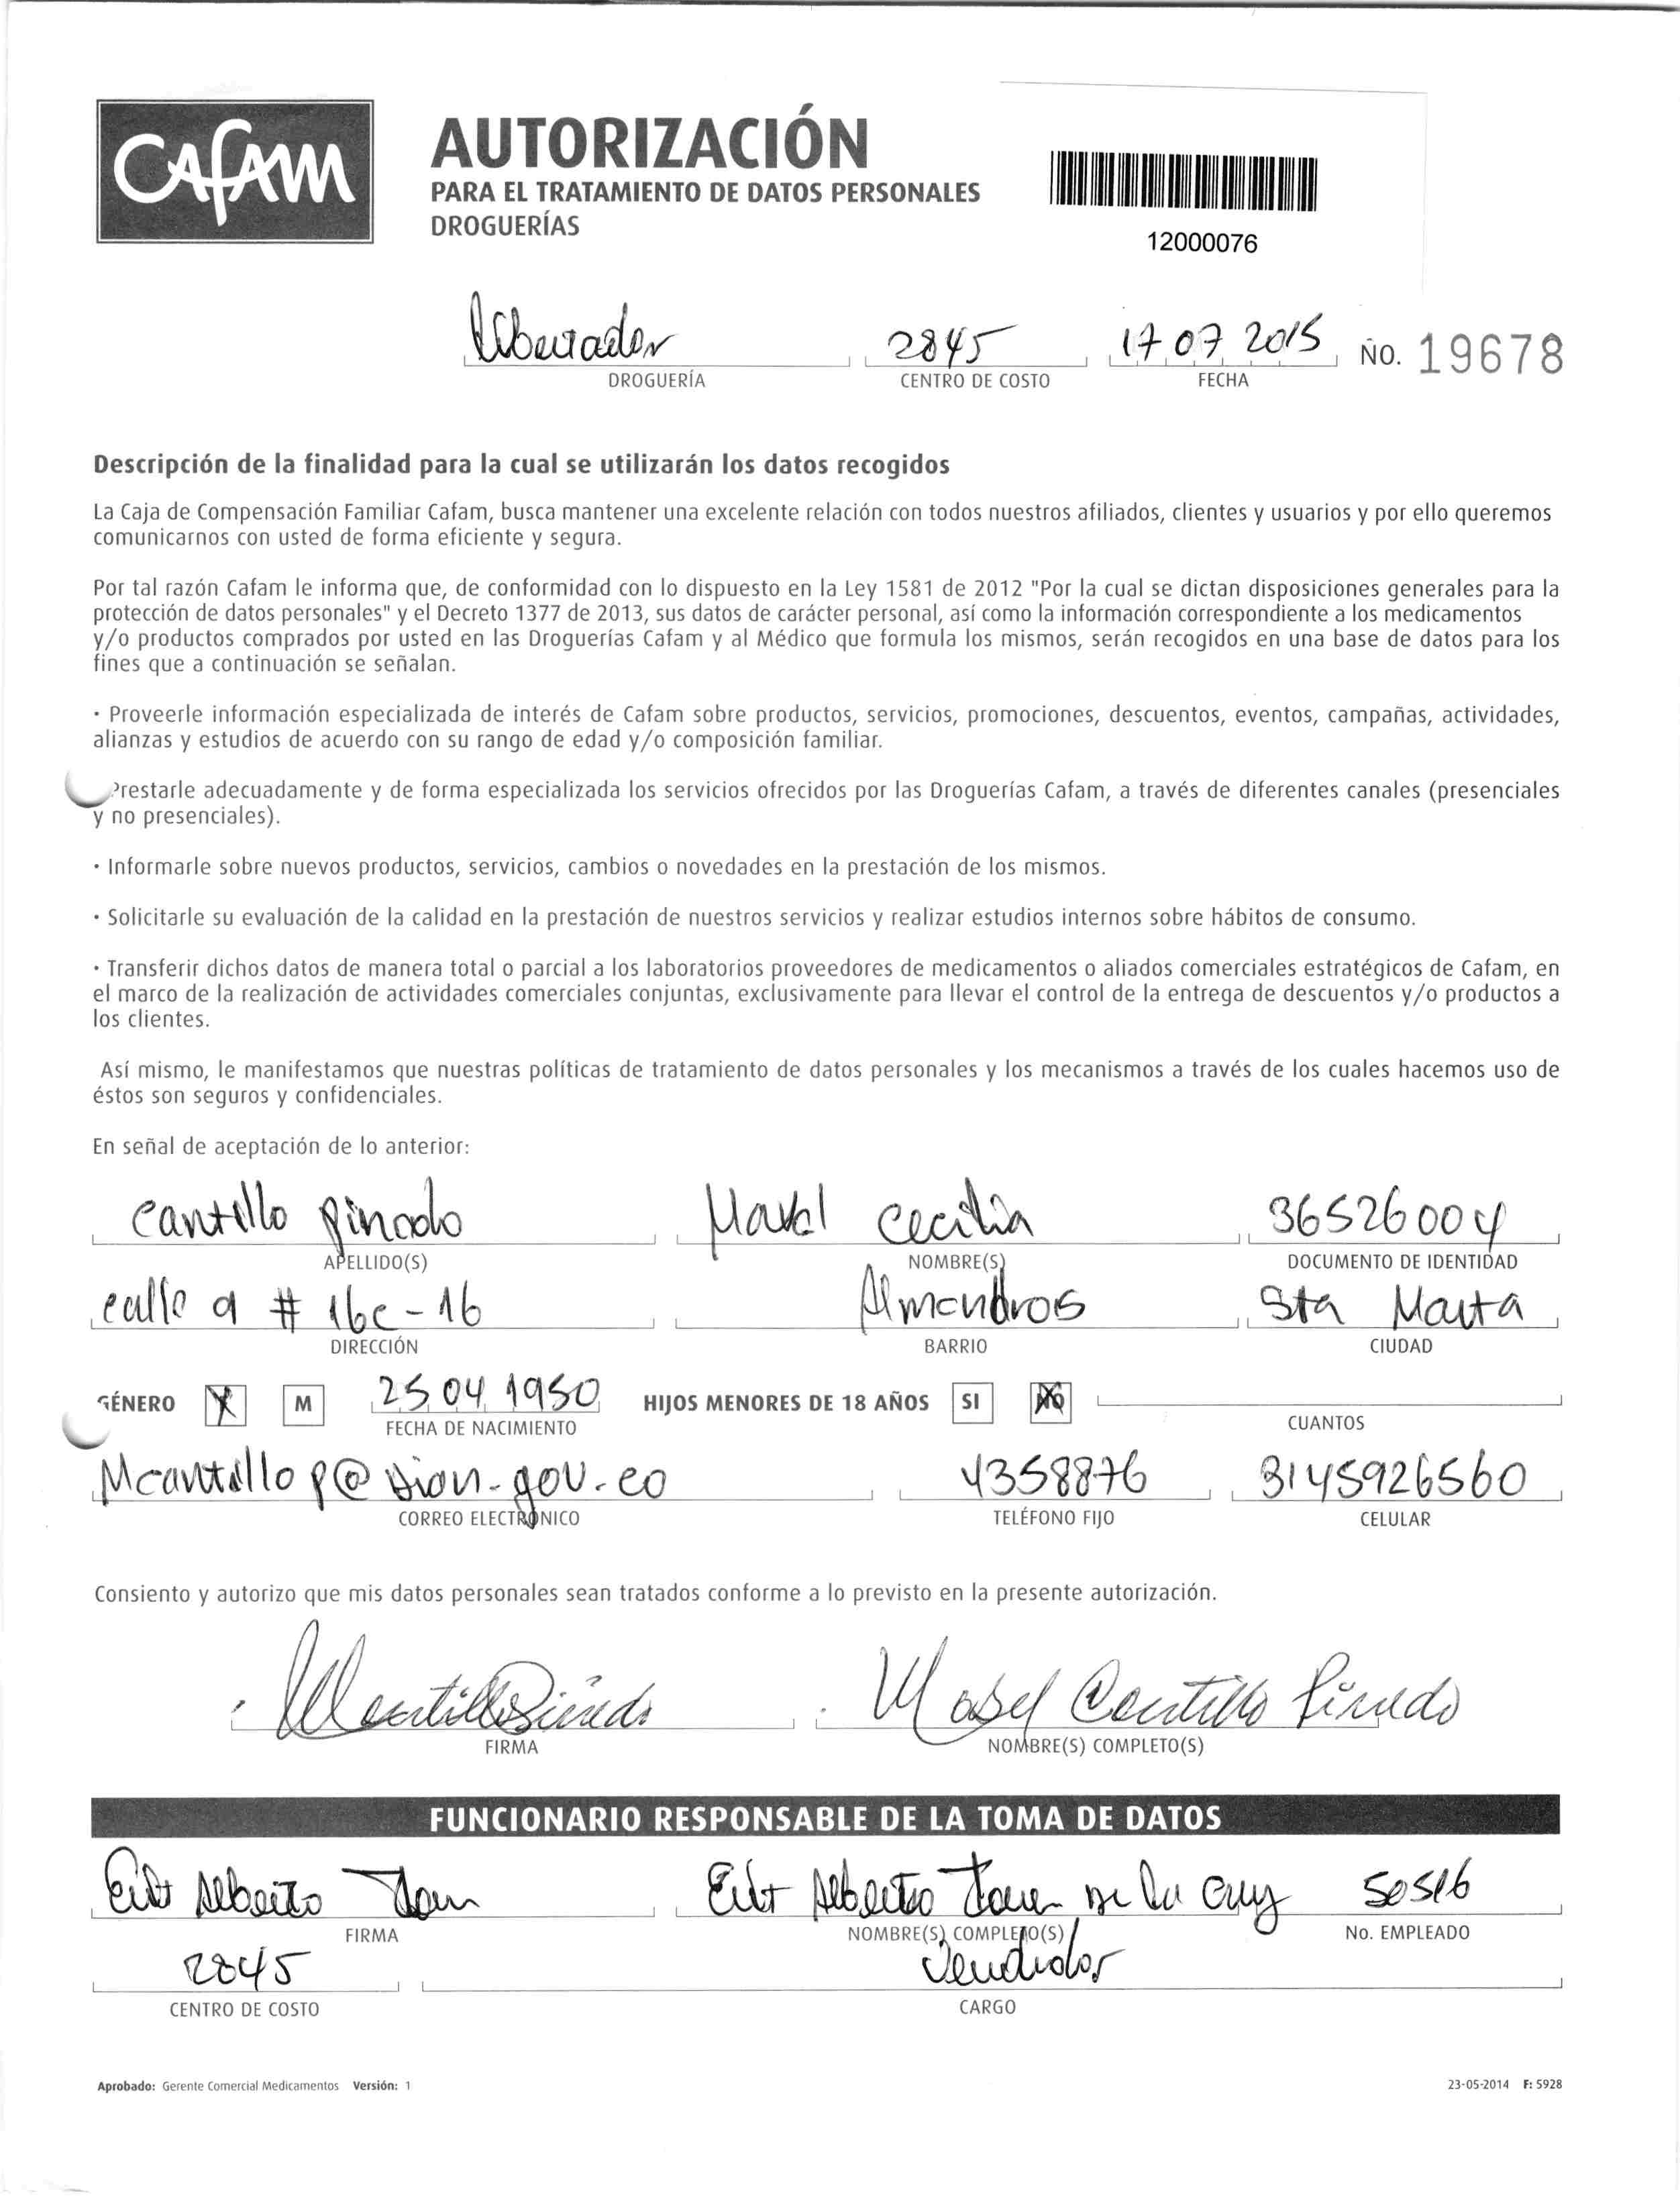 Cafam
AUTORIZACIÓN
PARA EL TRATAMIENTO DE DATOS PERSONALES
DROGUERÍAS
12000076
Liberador 2845 17 07 2015 No. 19678
DROGUERÍA CENTRO DE COSTO FECHA
Descripción de la finalidad para la cual se utilizarán los datos recogidos
La Caja de Compensación Familiar Cafam, busca mantener una excelente relación con todos nuestros afiliados, clientes y usuarios y por ello queremos
comunicarnos con usted de forma eficiente y segura.
Por tal razón Cafam le informa que, de conformidad con lo dispuesto en la Ley 1581 de 2012 "Por la cual se dictan disposiciones generales para la
protección de datos personales" y el Decreto 1377 de 2013, sus datos de carácter personal, así como la información correspondiente a los medicamentos
y/o productos comprados por usted en las Droguerías Cafam y al Médico que formula los mismos, serán recogidos en una base de datos para los
fines que a continuación se señalan.
· Proveerle información especializada de interés de Cafam sobre productos, servicios, promociones, descuentos, eventos, campañas, actividades,
alianzas y estudios de acuerdo con su rango de edad y/o composición familiar.
Prestarle adecuadamente y de forma especializada los servicios ofrecidos por las Droguerías Cafam, a través de diferentes canales (presenciales
y no presenciales).
· Informarle sobre nuevos productos, servicios, cambios o novedades en la prestación de los mismos.
· Solicitarle su evaluación de la calidad en la prestación de nuestros servicios y realizar estudios internos sobre hábitos de consumo.
· Transferir dichos datos de manera total o parcial a los laboratorios proveedores de medicamentos o aliados comerciales estratégicos de Cafam, en
el marco de la realización de actividades comerciales conjuntas, exclusivamente para llevar el control de la entrega de descuentos y/o productos a
los clientes.
Así mismo, le manifestamos que nuestras políticas de tratamiento de datos personales y los mecanismos a través de los cuales hacemos uso de
éstos son seguros y confidenciales.
En señal de aceptación de lo anterior:
Cantillo Pinedo Cecilia 36526004
APELLIDO(S) NOMBRE(S) DOCUMENTO DE IDENTIDAD
calle 9 # 16c - 16 Almendros Sta Marta
DIRECCIÓN BARRIO CIUDAD
GÉNERO X M 25 04 1950 HIJOS MENORES DE 18 AÑOS SI NO
FECHA DE NACIMIENTO CUANTOS
4358876 3145926560
CORREO ELECTRÓNICO TELÉFONO FIJO CELULAR
Consiento y autorizo que mis datos personales sean tratados conforme a lo previsto en la presente autorización.
Cantillo Pinedo
FIRMA NOMBRE(S) COMPLETO(S)
FUNCIONARIO RESPONSABLE DE LA TOMA DE DATOS
Alberto Alberto de la Cruz 50516
FIRMA NOMBRE(S) COMPLETO(S) No. EMPLEADO
2845 Vendedor
CENTRO DE COSTO CARGO
Aprobado: Gerente Comercial Medicamentos Versión: 1 23-05-2014 F: 5928